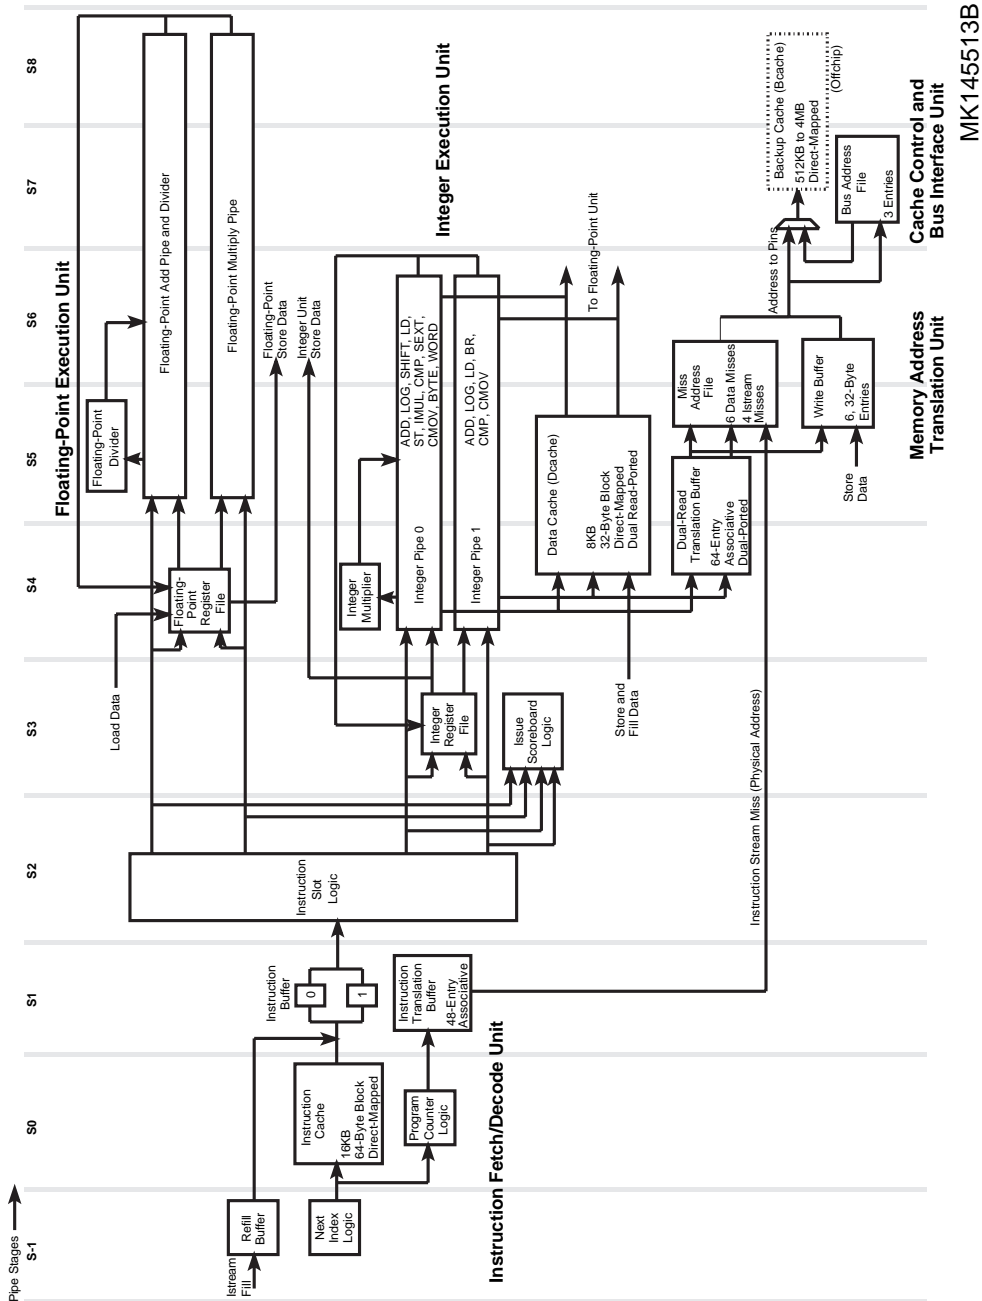 Pipe Stages
S-1
S0
S1
S2
S3
S4
S5
S6
S7
S8
Floating-Point Execution Unit
Floating-Point
Divider
Floating-Point Add Pipe and Divider
Floating-Point Multiply Pipe
Load Data
Floating-
Point
Register
File
Floating-Point
Store Data
Integer Unit
Store Data
Integer Execution Unit
Integer
Multiplier
Integer Pipe 0
ADD, LOG, SHIFT, LD,
ST, IMUL, CMP, SEXT,
CMOV, BYTE, WORD
Integer Pipe 1
ADD, LOG, LD, BR,
CMP, CMOV
Integer
Register
File
Issue
Scoreboard
Logic
To Floating-Point Unit
Data Cache (Dcache)
8KB
32-Byte Block
Direct-Mapped
Dual Read-Ported
Store and
Fill Data
Istream
Fill
Refill
Buffer
Next
Index
Logic
Instruction
Cache
16KB
64-Byte Block
Direct-Mapped
Program
Counter
Logic
Instruction
Buffer
0
1
Instruction
Translation
Buffer
48-Entry
Associative
Instruction
Slot
Logic
Instruction Fetch/Decode Unit
Instruction Stream Miss (Physical Address)
Dual-Read
Translation Buffer
64-Entry
Associative
Dual-Ported
Miss
Address
File
6 Data Misses
4 Istream
Misses
Write Buffer
6, 32-Byte
Entries
Store
Data
Address to Pins
Memory Address
Translation Unit
Backup Cache (Bcache)
512KB to 4MB
Direct-Mapped
(Offchip)
Bus Address
File
3 Entries
Cache Control and
Bus Interface Unit
MK145513B